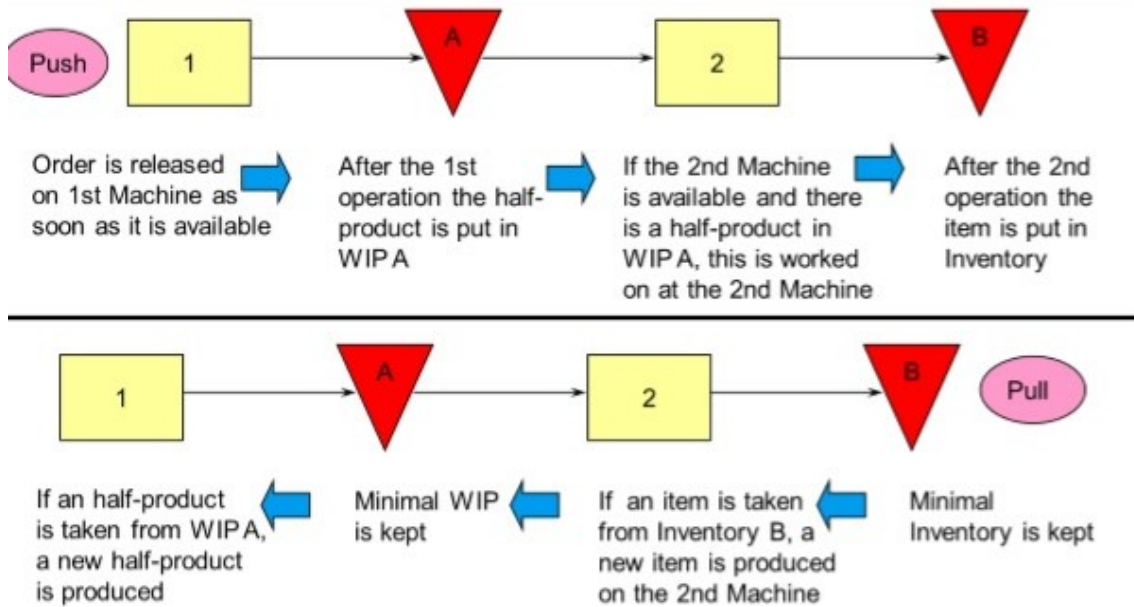 Push
1
A
2
B
Order is released
on 1st Machine as
soon as it is available
After the 1st
operation the half-
product is put in
WIP A
If the 2nd Machine
is available and there
is a half-product in
WIP A, this is worked
on at the 2nd Machine
After the 2nd
operation the
item is put in
Inventory
1
A
2
B
Pull
If an half-product
is taken from WIP A,
a new half-product
is produced
Minimal WIP
is kept
If an item is taken
from Inventory B, a
new item is produced
on the 2nd Machine
Minimal
Inventory is kept